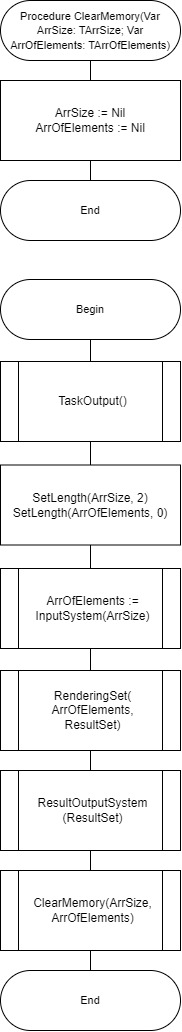 Procedure ClearMemory(Var
ArrSize: TArrSize; Var
ArrOfElements: TArrOfElements)
ArrSize := Nil
ArrOfElements := Nil
End
Begin
TaskOutput()
SetLength(ArrSize, 2)
SetLength(ArrOfElements, 0)
ArrOfElements :=
InputSystem(ArrSize)
RenderingSet(
ArrOfElements,
ResultSet)
ResultOutputSystem
(ResultSet)
ClearMemory(ArrSize,
ArrOfElements)
End